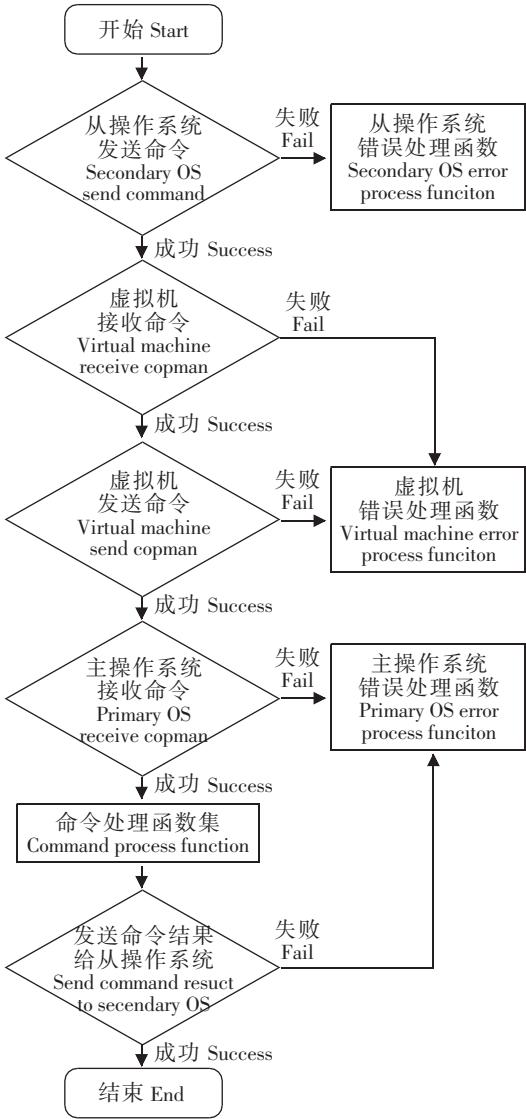 开始 Start
从操作系统
发送命令
Secondary OS
send command
失败
Fail
从操作系统
错误处理函数
Secondary OS error
process funciton
成功 Success
虚拟机
接收命令
Virtual machine
receive copman
失败
Fail
成功 Success
虚拟机
发送命令
Virtual machine
send copman
失败
Fail
虚拟机
错误处理函数
Virtual machine error
process funciton
成功 Success
主操作系统
接收命令
Primary OS
receive copman
失败
Fail
主操作系统
错误处理函数
Primary OS error
process funciton
成功 Success
命令处理函数集
Command process function
发送命令结果
给从操作系统
Send command resuct
to secendary OS
失败
Fail
成功 Success
结束 End